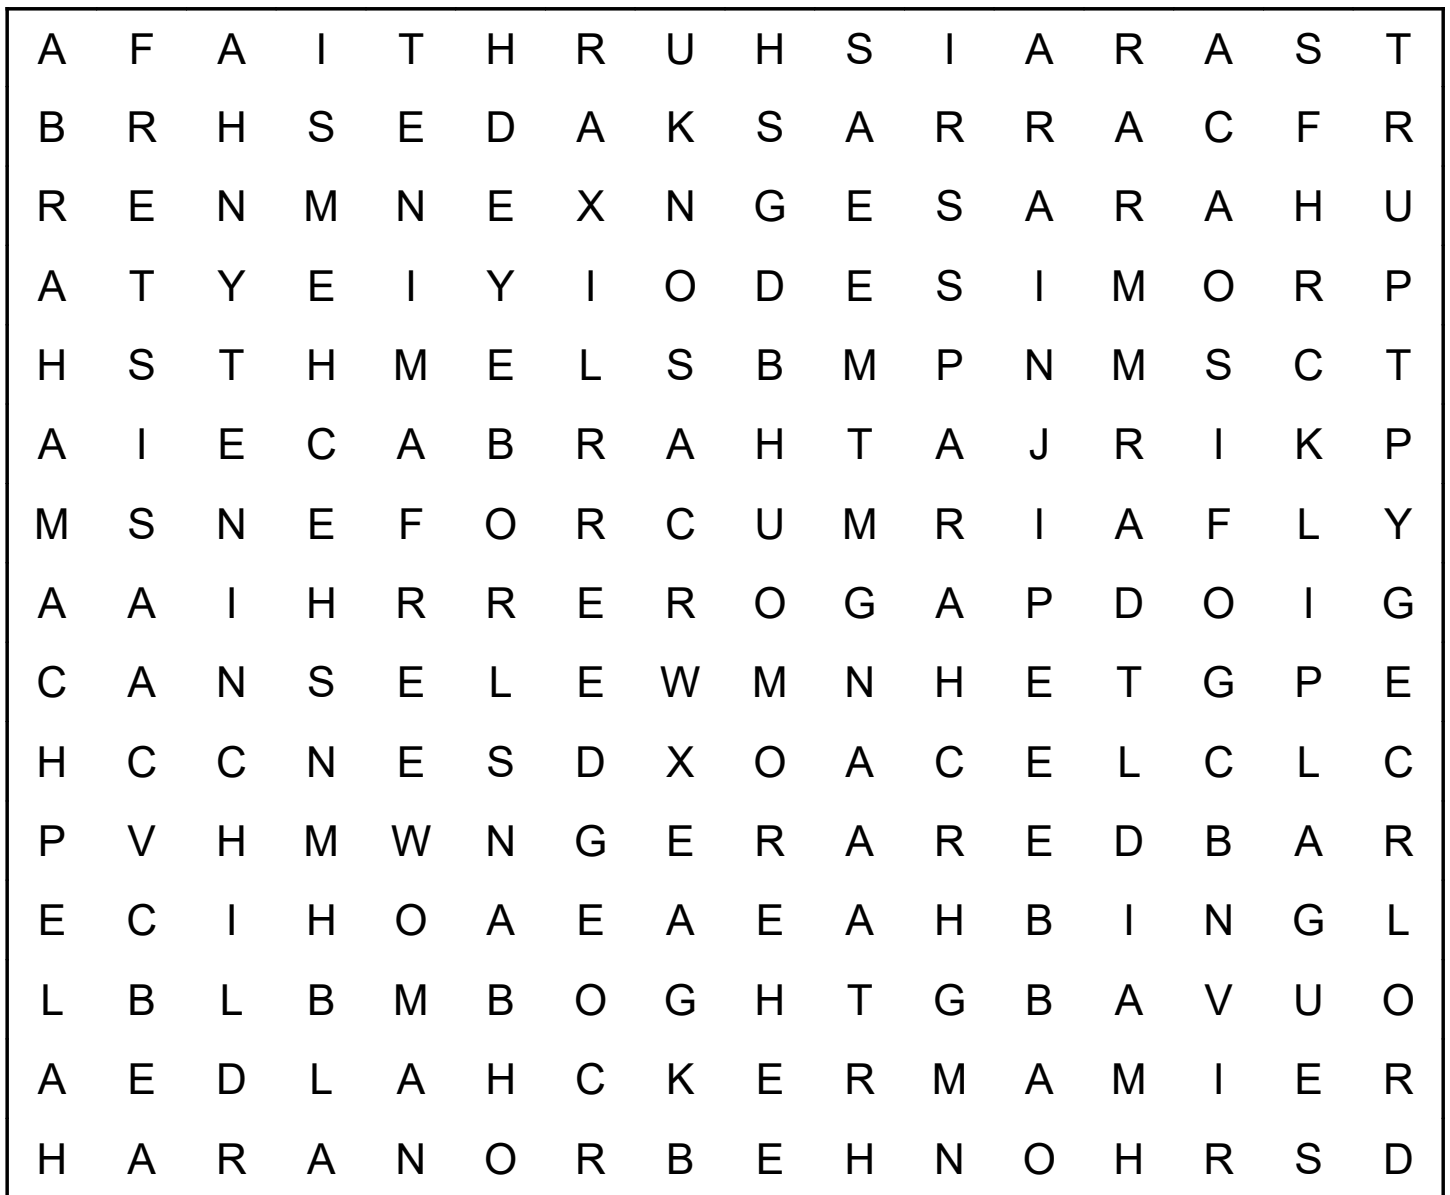 A F A I T H R U H S I A R A S T
B R H S E D A K S A R R A C F R
R E N M N E X N G E S A R A H U
A T Y E I Y I O D E S I M O R P
H S T H M E L S B M P N M S C T
A I E C A B R A H T A J R I K P
M S N E F O R C U M R I A F L Y
A A I H R R E R O G A P D O I G
C A N S E L E W M N H E T G P E
H C C N E S D X O A C E L C L C
P V H M W N G E R A R E D B A R
E C I H O A E A E A H B I N G L
L B L B M B O G H T G B A V U O
A E D L A H C K E R M A M I E R
H A R A N O R B E H N O H R S D